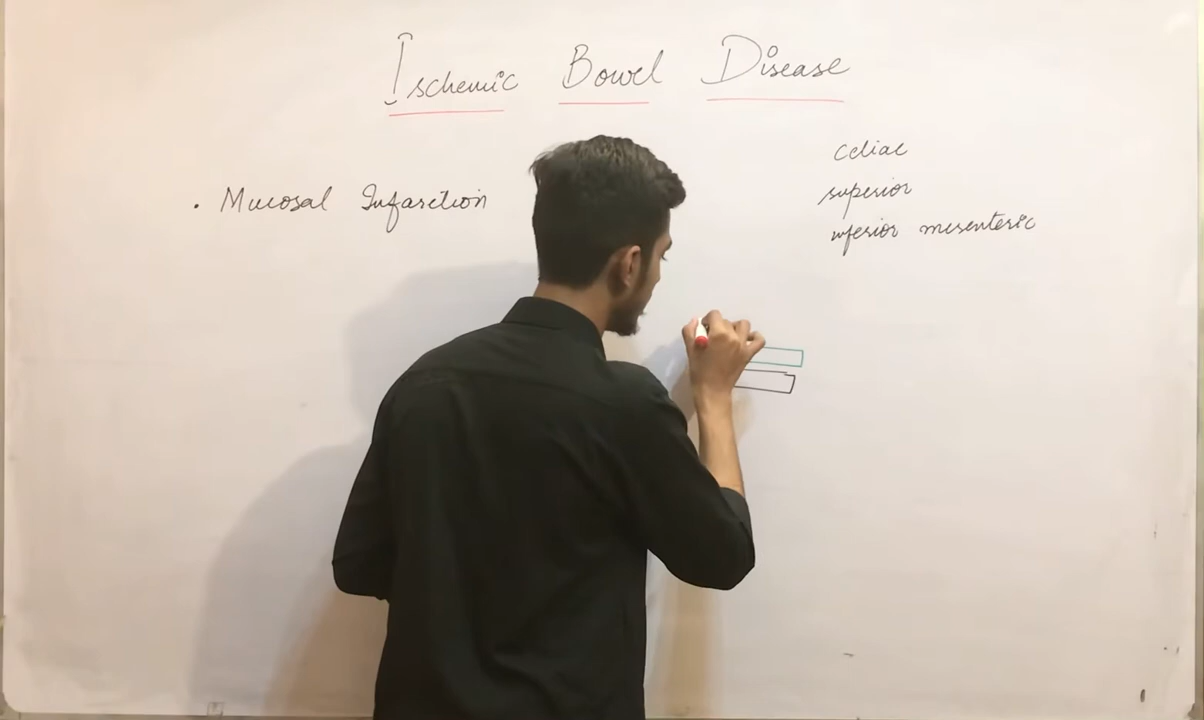 Ischemic Bowel Disease
. Mucosal Infarction
celiac
superior
inferior mesenteric